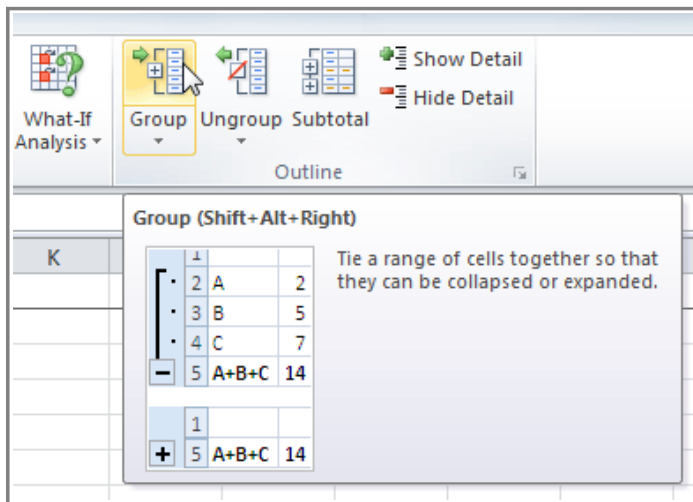 Show Detail
Hide Detail
What-If
Analysis
Group
Ungroup
Subtotal
Outline
Group (Shift+Alt+Right)
K
Tie a range of cells together so that
they can be collapsed or expanded.
1
2 A 2
3 B 5
4 C 7
5 A+B+C 14
1
5 A+B+C 14